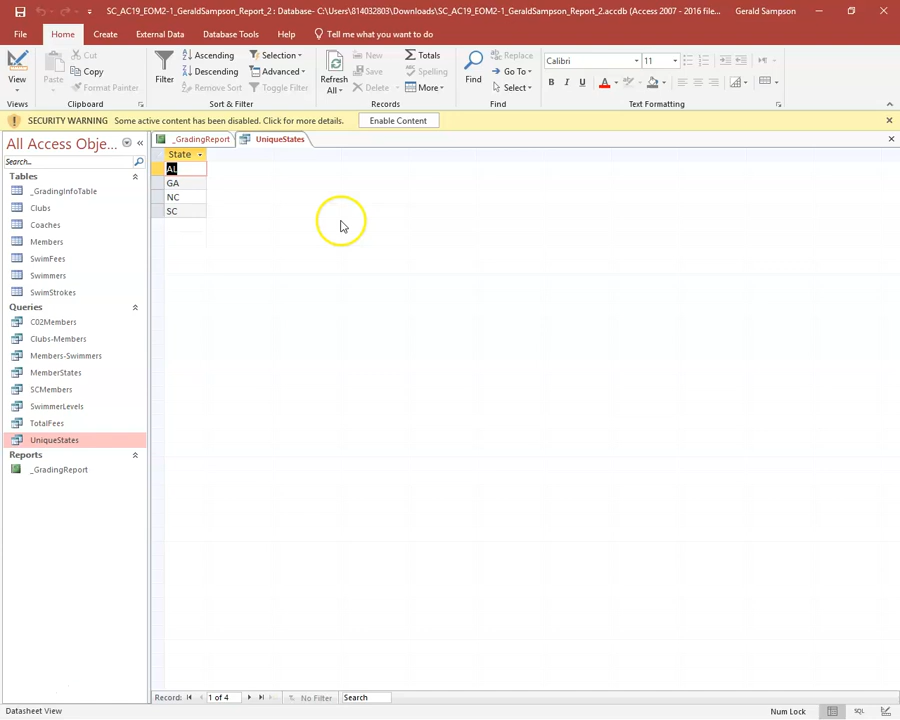 SC_AC19_EOM2-1_GeraldSampson_Report_2 : Database- C:\Users\814032803\Downloads\SC_AC19_EOM2-1_GeraldSampson_Report_2.accdb (Access 2007 - 2016 file...
Gerald Sampson
File Home Create External Data Database Tools Help Tell me what you want to do
View
Views
Paste
Cut
Copy
Format Painter
Clipboard
Filter
Ascending
Descending
Remove Sort
Selection
Advanced
Toggle Filter
Sort & Filter
Refresh
All
New
Save
Delete
Totals
Spelling
More
Records
Find
Replace
Go To
Select
Find
Calibri 11
B I U
A
Text Formatting
SECURITY WARNING Some active content has been disabled. Click for more details. Enable Content
All Access Obje...
Search...
Tables
_GradingInfoTable
Clubs
Coaches
Members
SwimFees
Swimmers
SwimStrokes
Queries
C02Members
Clubs-Members
Members-Swimmers
MemberStates
SCMembers
SwimmerLevels
TotalFees
UniqueStates
Reports
_GradingReport
_GradingReport UniqueStates
State
AL
GA
NC
SC
Record: 1 of 4 No Filter Search
Datasheet View
Num Lock
SQL